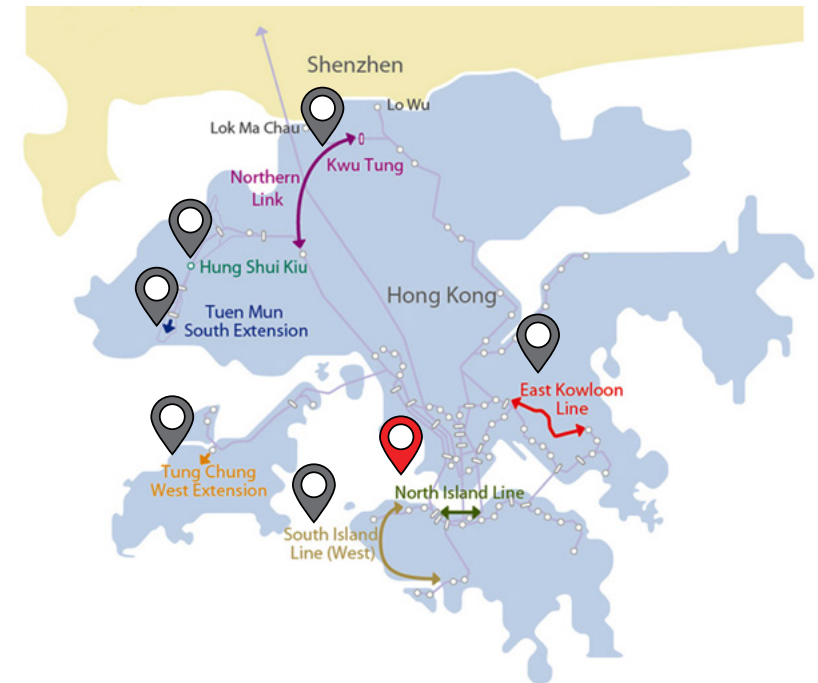 Shenzhen
Lo Wu
Lok Ma Chau
Kwu Tung
Northern
Link
Hung Shui Kiu
Hong Kong
Tuen Mun
South Extension
East Kowloon
Line
Tung Chung
West Extension
North Island Line
South Island
Line (West)